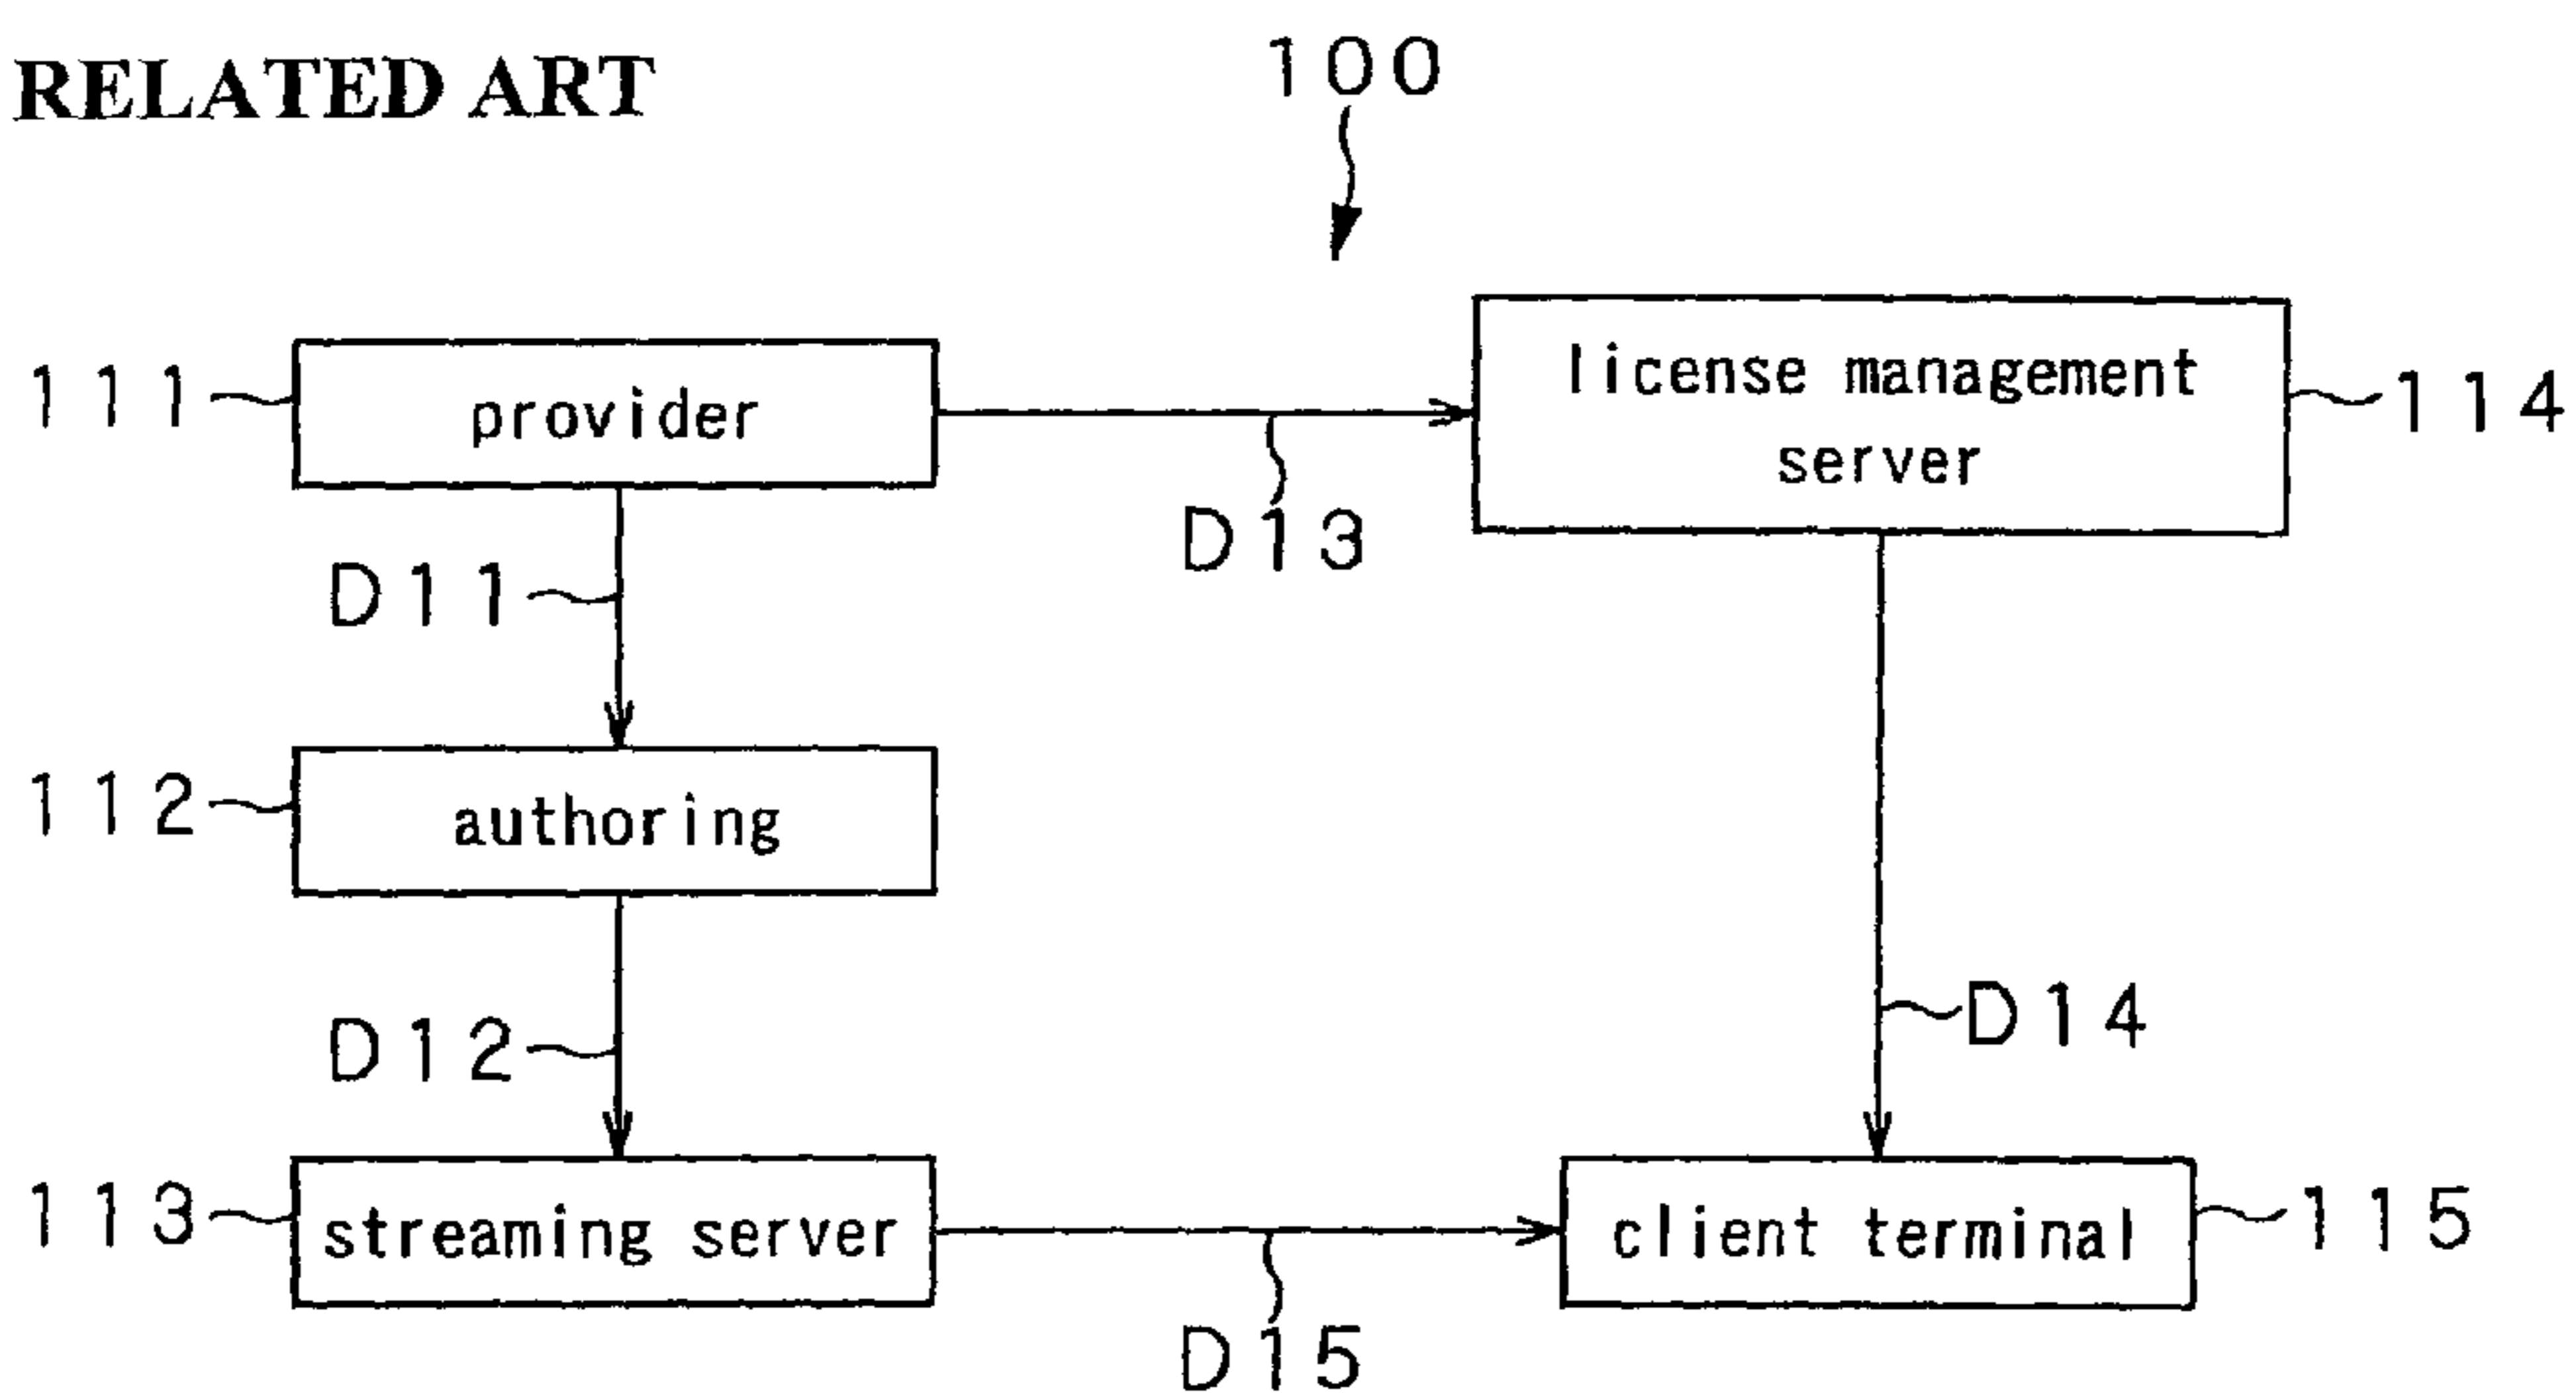 RELATED ART
100
111
provider
license management
server
114
D13
D11
112
authoring
D12
D14
113
streaming server
client terminal
115
D15